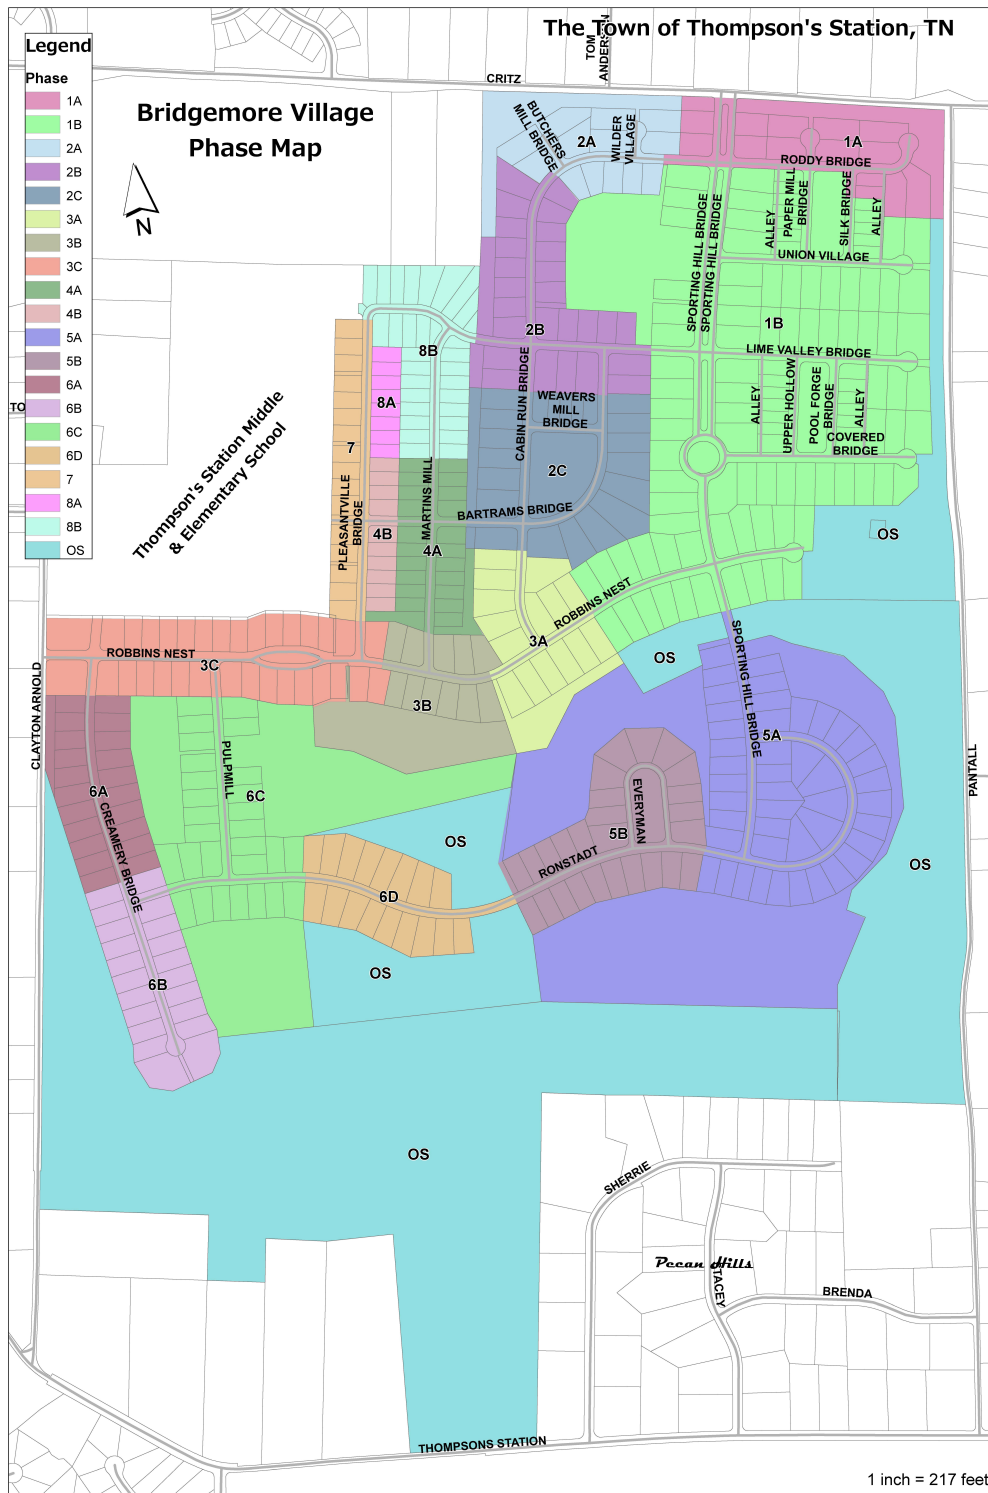 The Town of Thompson's Station, TN
Legend
Phase
1A
1B
2A
2B
2C
3A
3B
3C
4A
4B
5A
5B
6A
6B
6C
6D
7
8A
8B
OS
Bridgemore Village
Phase Map
N
TOM
ANDERSON
CRITZ
BUTCHERS
MILL BRIDGE
2A
WILDER
VILLAGE
1A
RODDY BRIDGE
PAPER MILL
BRIDGE
SILK BRIDGE
ALLEY
ALLEY
SPORTING HILL BRIDGE
SPORTING HILL BRIDGE
UNION VILLAGE
1B
2B
LIME VALLEY BRIDGE
8B
8A
CABIN RUN BRIDGE
WEAVERS
MILL
BRIDGE
ALLEY
UPPER HOLLOW
POOL FORGE
BRIDGE
ALLEY
COVERED
BRIDGE
TO
Thompson's Station Middle
& Elementary School
7
2C
PLEASANTVILLE
BRIDGE
MARTINS MILL
BARTRAMS BRIDGE
4B
4A
OS
ROBBINS NEST
3A
OS
SPORTING HILL BRIDGE
ROBBINS NEST
3C
CLAYTON ARNOLD
3B
5A
PANTALL
PULPMILL
6A
6C
CREAMERY BRIDGE
EVERYMAN
5B
OS
RONSTADT
OS
6D
6B
OS
OS
SHERRIE
Pecan Hills
TACEY
BRENDA
THOMPSONS STATION
1 inch = 217 feet